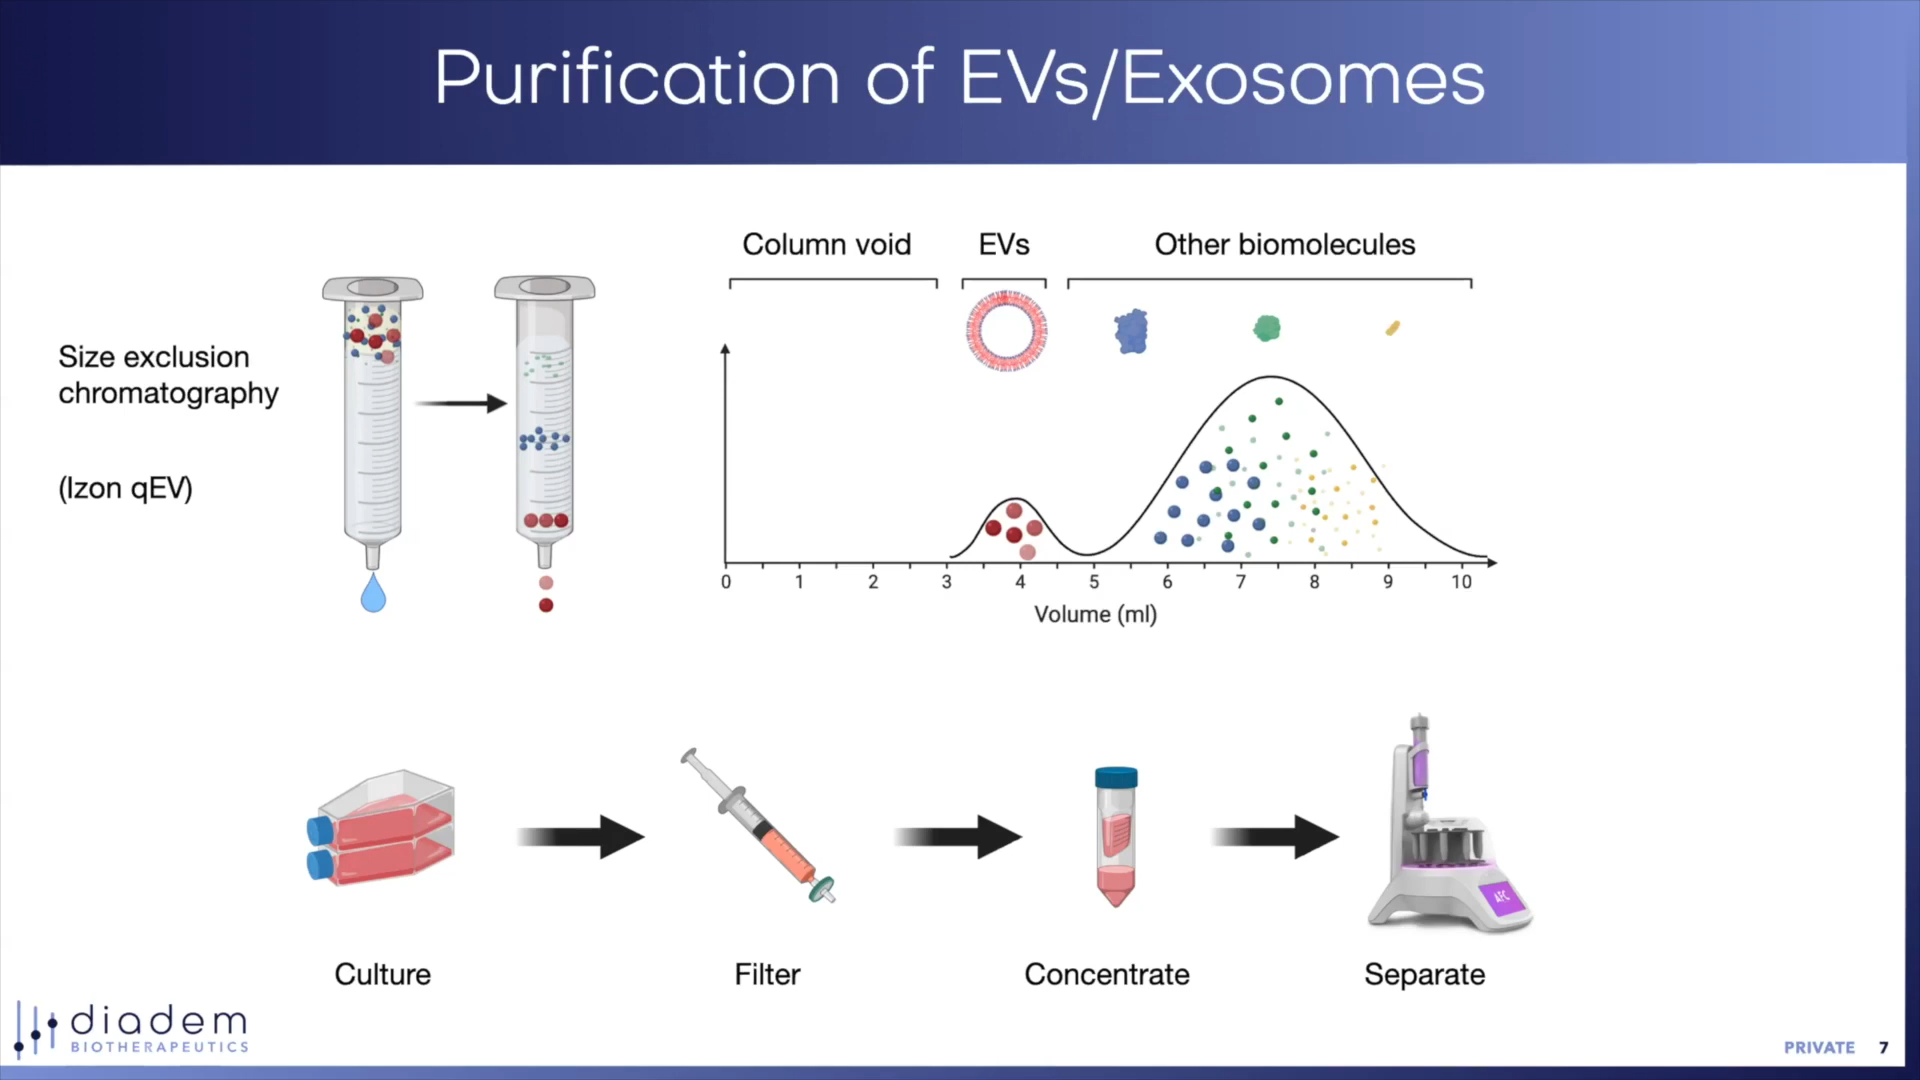 Purification of EVs/Exosomes
Size exclusion
chromatography
(Izon qEV)
Column void
EVs
Other biomolecules
0 1 2 3 4 5 6 7 8 9 10
Volume (ml)
AFC
Culture
Filter
Concentrate
Separate
diadem
BIOTHERAPEUTICS
PRIVATE 7